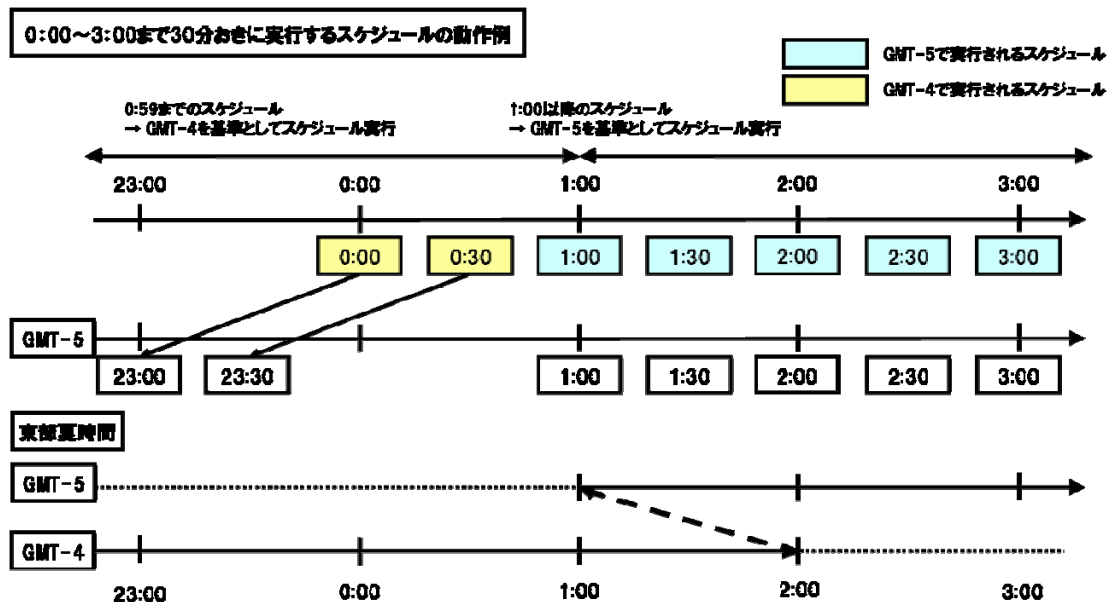 0:00～3:00まで30分おきに実行するスケジュールの動作例
GMT-5で実行されるスケジュール
GMT-4で実行されるスケジュール
0:59までのスケジュール
→ GMT-4を基準としてスケジュール実行
1:00以降のスケジュール
→ GMT-5を基準としてスケジュール実行
23:00 0:00 1:00 2:00 3:00
0:00 0:30 1:00 1:30 2:00 2:30 3:00
GMT-5
23:00 23:30 1:00 1:30 2:00 2:30 3:00
東部夏時間
GMT-5
GMT-4
23:00 0:00 1:00 2:00 3:00